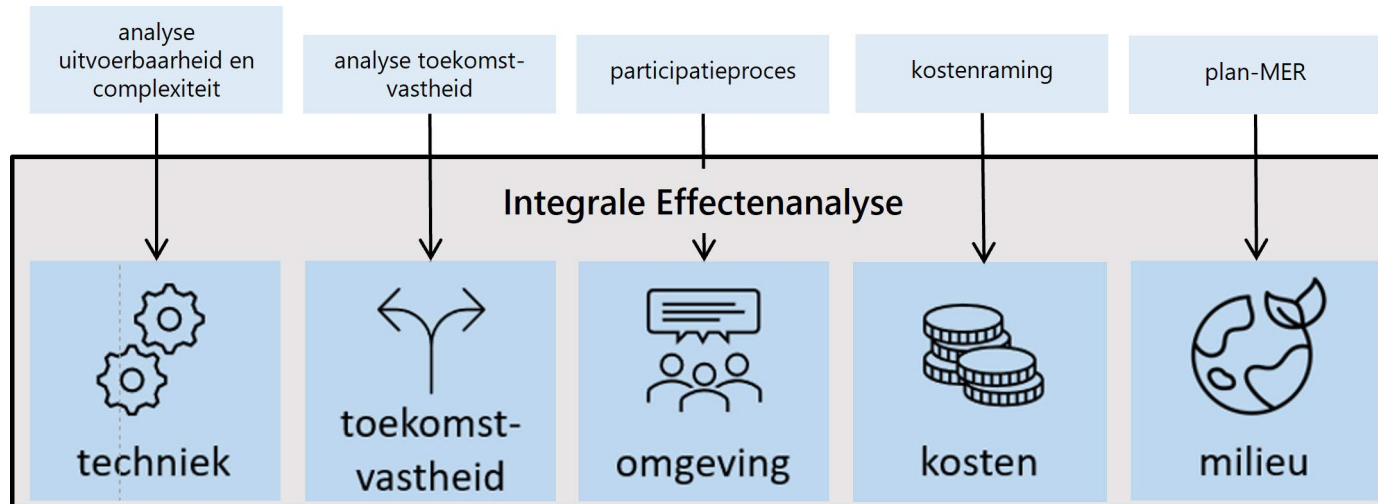 analyse
uitvoerbaarheid en
complexiteit
analyse toekomst-
vastheid
participatieproces
kostenraming
plan-MER
Integrale Effectenanalyse
techniek
toekomst-
vastheid
omgeving
kosten
milieu